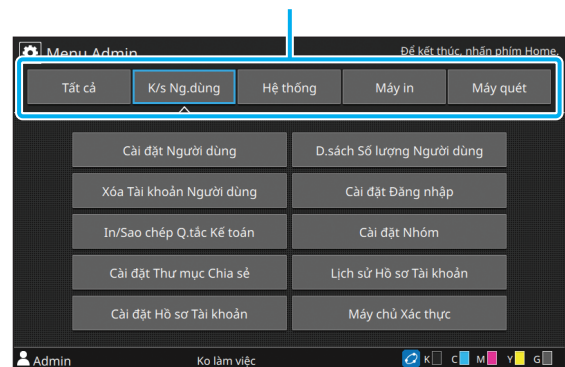 Menu Admin
Để kết thúc, nhấn phím Home.
Tất cả K/s Ng.dùng Hệ thống Máy in Máy quét
Cài đặt Người dùng D.sách Số lượng Người dùng
Xóa Tài khoản Người dùng Cài đặt Đăng nhập
In/Sao chép Q.tắc Kế toán Cài đặt Nhóm
Cài đặt Thư mục Chia sẻ Lịch sử Hồ sơ Tài khoản
Cài đặt Hồ sơ Tài khoản Máy chủ Xác thực
Admin Ko làm việc K C M Y G